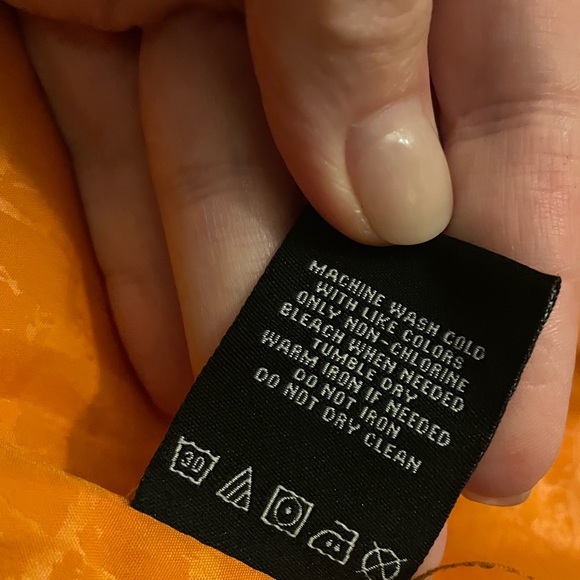 MACHINE WASH COLD
WITH LIKE COLORS
ONLY NON-CHLORINE
BLEACH WHEN NEEDED
TUMBLE DRY
WARM IRON IF NEEDED
DO NOT IRON
DO NOT DRY CLEAN
30